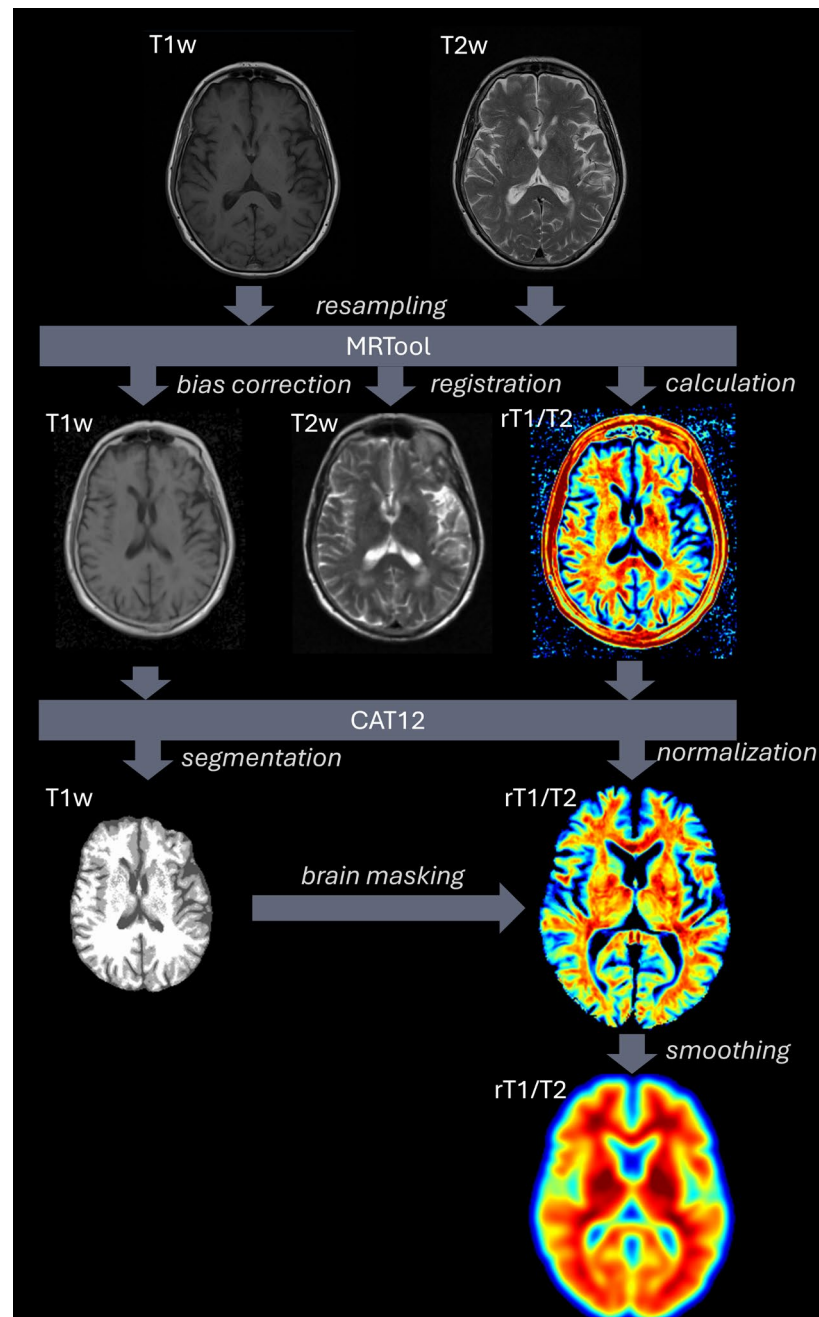 T1w
T2w
resampling
MRTool
bias correction
registration
calculation
T1w
T2w
rT1/T2
CAT12
segmentation
normalization
T1w
rT1/T2
brain masking
smoothing
rT1/T2